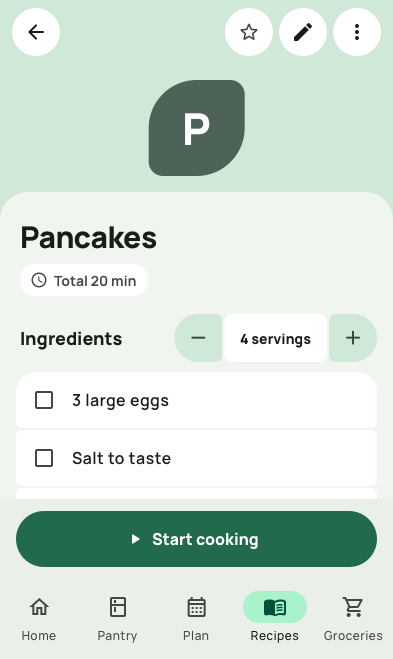 P
Pancakes
Total 20 min
Ingredients
4 servings
3 large eggs
Salt to taste
Start cooking
Home
Pantry
Plan
Recipes
Groceries